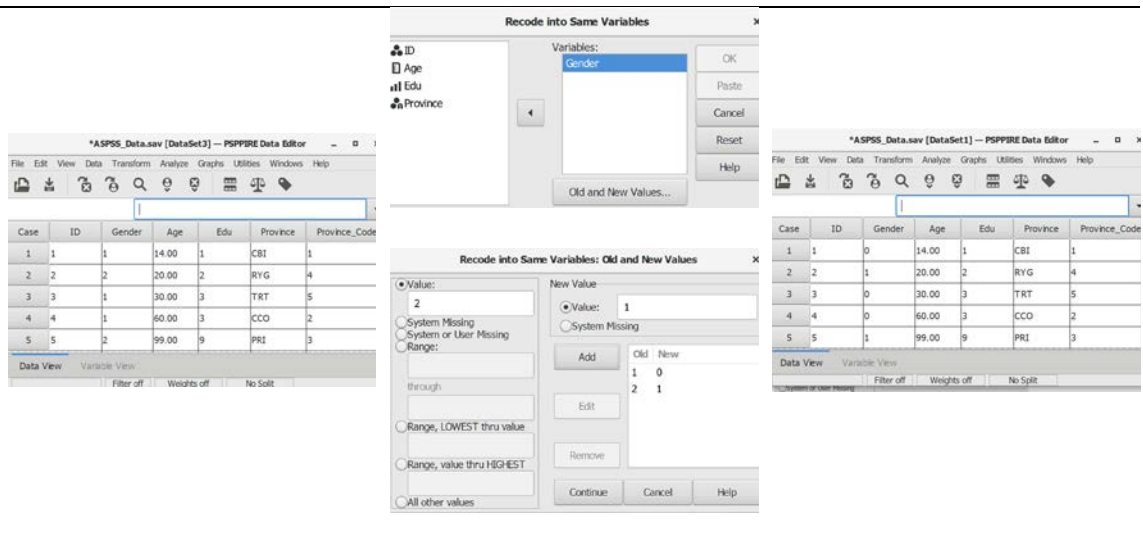 *ASPSS_Data.sav [DataSet3] — PSPPIRE Data Editor
File Edit View Data Transform Analyze Graphs Utilities Windows Help
Case ID Gender Age Edu Province Province_Code
1 1 1 14.00 1 CBI 1
2 2 2 20.00 2 RYG 4
3 3 1 30.00 3 TRT 5
4 4 1 60.00 3 CCO 2
5 5 2 99.00 9 PRI 3
Data View Variable View
Filter off Weights off No Split
Recode into Same Variables
ID
Age
Edu
Province
Variables:
Gender
OK
Paste
Cancel
Reset
Help
Old and New Values...
Recode into Same Variables: Old and New Values
Value:
2
System Missing
System or User Missing
Range:
through
Range, LOWEST thru value
Range, value thru HIGHEST
All other values
New Value
Value: 1
System Missing
Add
Edit
Remove
Old New
1 0
2 1
Continue Cancel Help
*ASPSS_Data.sav [DataSet1] — PSPPIRE Data Editor
File Edit View Data Transform Analyze Graphs Utilities Windows Help
Case ID Gender Age Edu Province Province_Code
1 1 0 14.00 1 CBI 1
2 2 1 20.00 2 RYG 4
3 3 0 30.00 3 TRT 5
4 4 0 60.00 3 CCO 2
5 5 1 99.00 9 PRI 3
Data View Variable View
Filter off Weights off No Split
System or User Missing